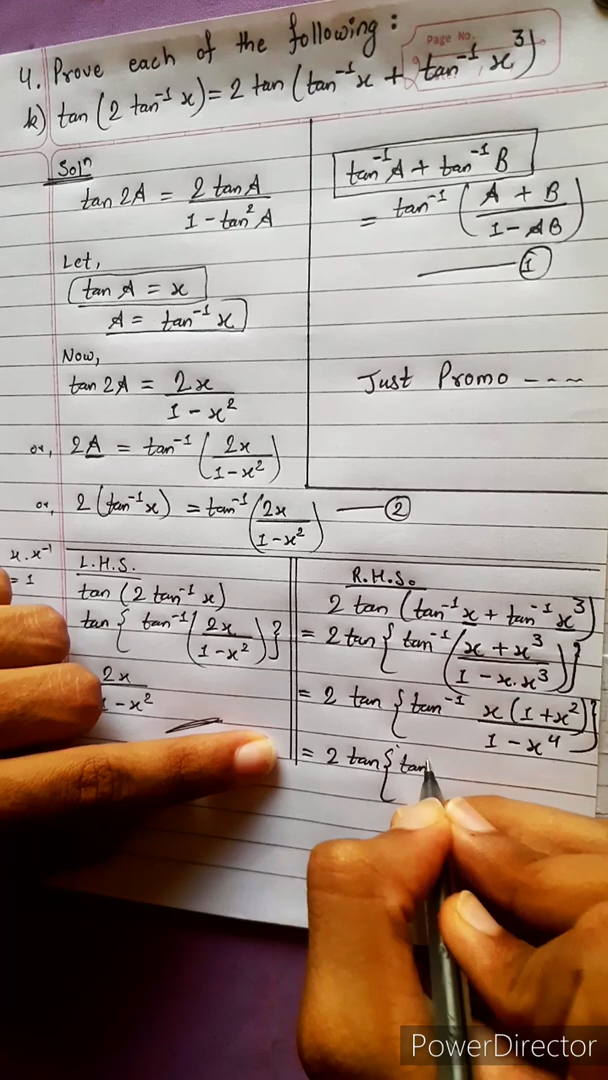 Page No.
4. Prove each of the following :
k) tan (2 tan⁻¹ x) = 2 tan (tan⁻¹ x + tan⁻¹ x³)
Solⁿ
tan 2A = 2 tan A / 1 - tan² A
Let,
tan A = x
A = tan⁻¹ x
Now,
tan 2A = 2x / 1 - x²
or, 2A = tan⁻¹ (2x / 1 - x²)
or, 2 (tan⁻¹ x) = tan⁻¹ (2x / 1 - x²) — ②
tan⁻¹ A + tan⁻¹ B
= tan⁻¹ (A + B / 1 - AB)
— ①
Just Promo ----
x . x⁻¹
= 1
L.H.S.
tan (2 tan⁻¹ x)
tan { tan⁻¹ (2x / 1 - x²) }
2x / 1 - x²
R.H.S.
2 tan (tan⁻¹ x + tan⁻¹ x³)
= 2 tan { tan⁻¹ (x + x³ / 1 - x. x³) }
= 2 tan { tan⁻¹ x (1 + x²) / 1 - x⁴ }
= 2 tan { tan
PowerDirector